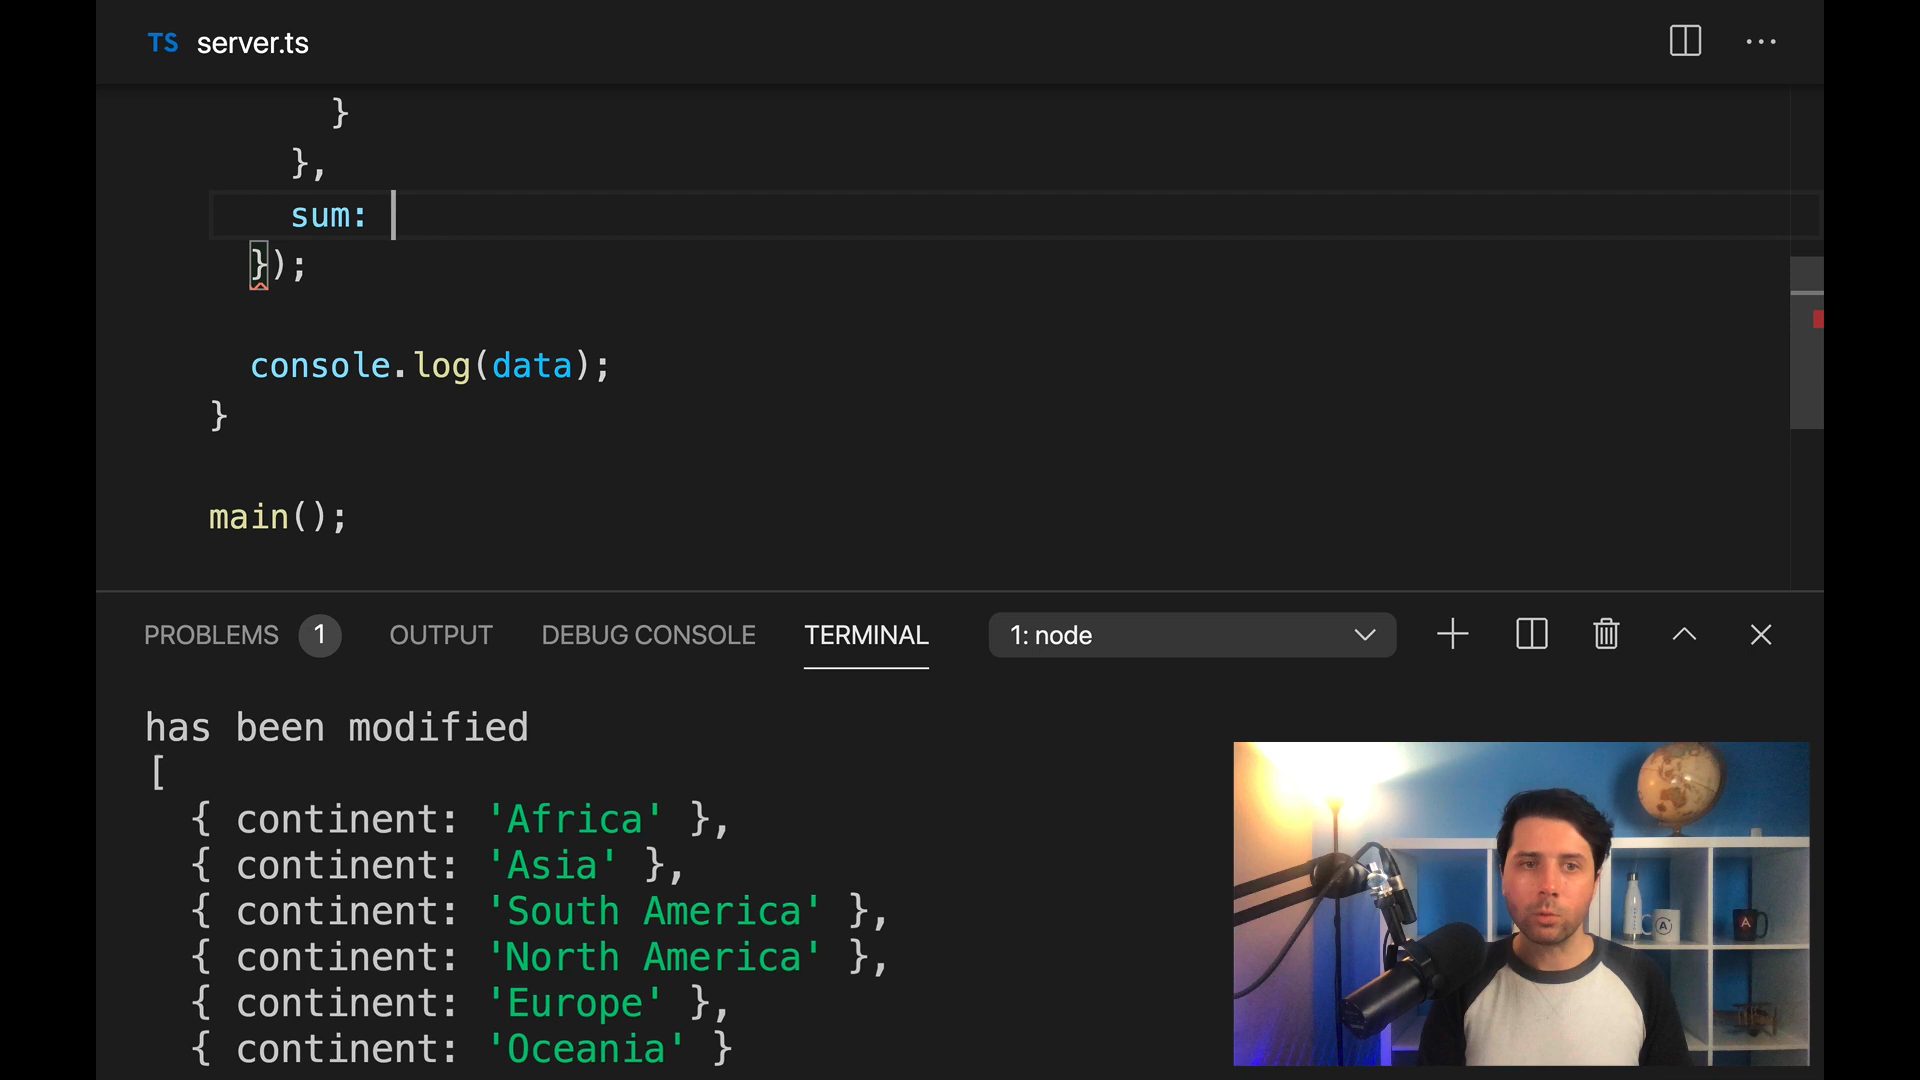 TS server.ts
}
},
sum:
});
console.log(data);
}
main();
PROBLEMS 1 OUTPUT DEBUG CONSOLE TERMINAL 1: node
has been modified
[
{ continent: 'Africa' },
{ continent: 'Asia' },
{ continent: 'South America' },
{ continent: 'North America' },
{ continent: 'Europe' },
{ continent: 'Oceania' }
A
A